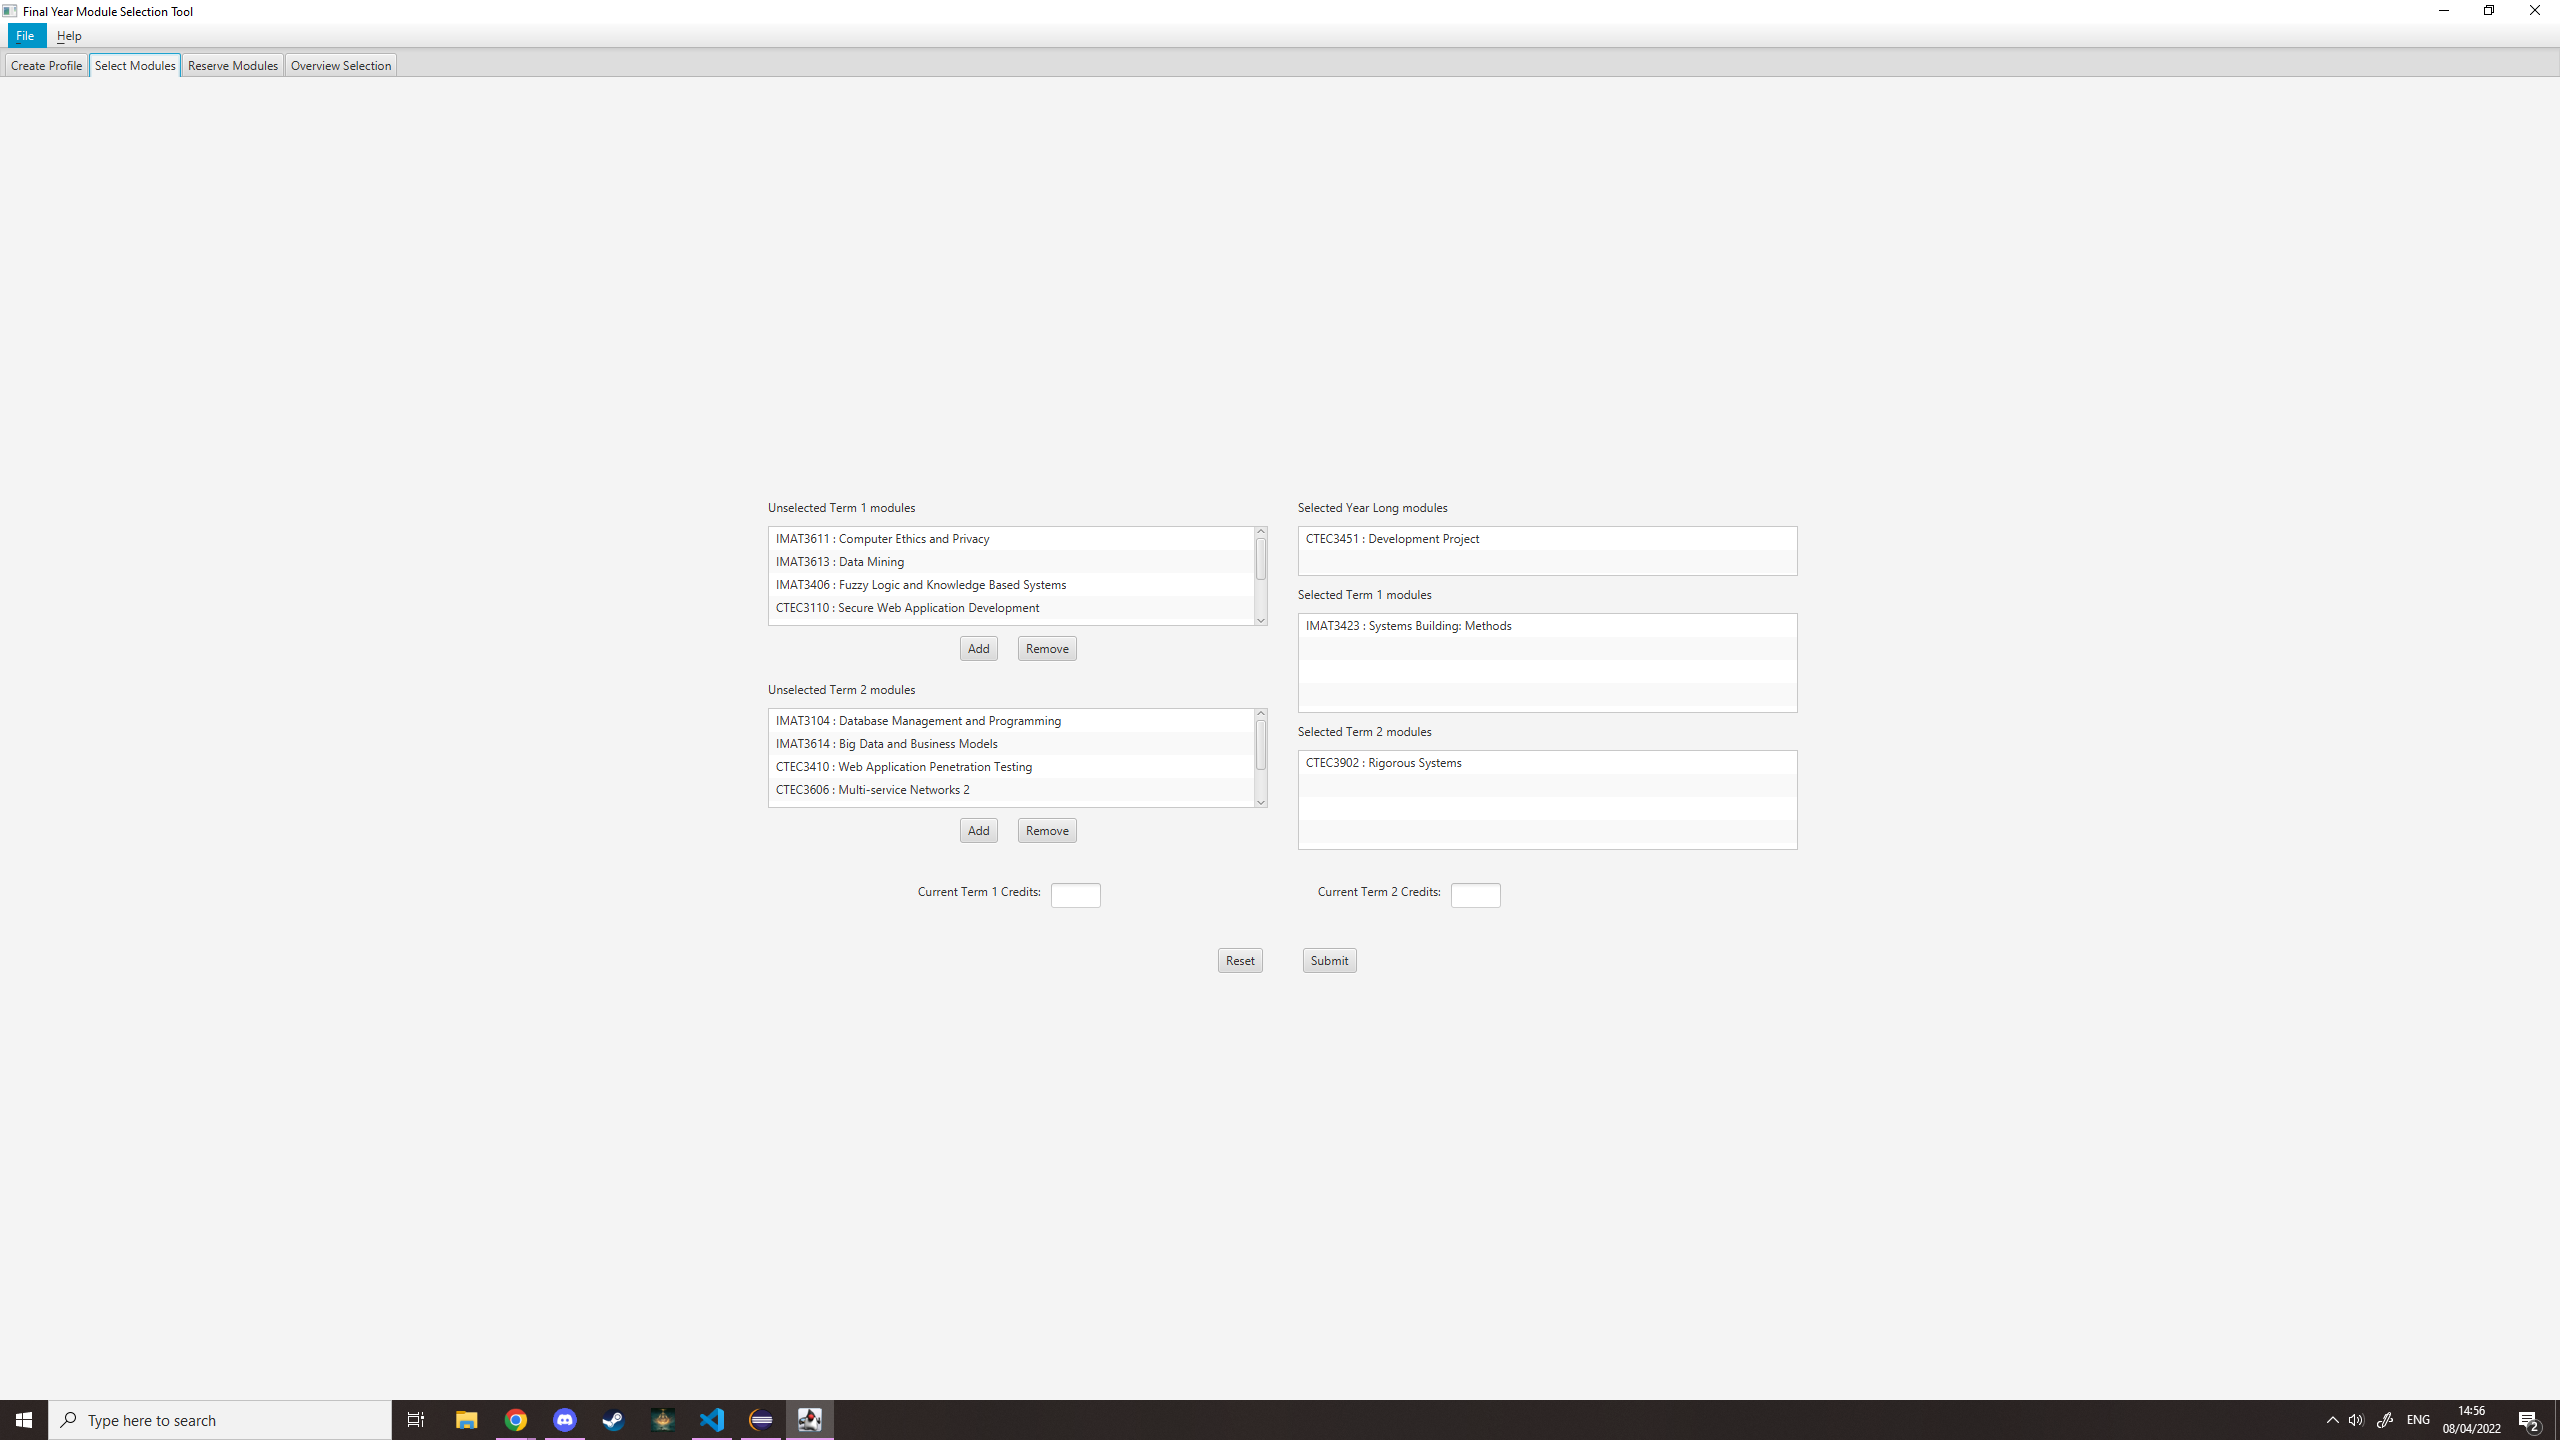 Final Year Module Selection Tool
File Help
Create Profile Select Modules Reserve Modules Overview Selection
Unselected Term 1 modules
IMAT3611 : Computer Ethics and Privacy
IMAT3613 : Data Mining
IMAT3406 : Fuzzy Logic and Knowledge Based Systems
CTEC3110 : Secure Web Application Development
Add Remove
Unselected Term 2 modules
IMAT3104 : Database Management and Programming
IMAT3614 : Big Data and Business Models
CTEC3410 : Web Application Penetration Testing
CTEC3606 : Multi-service Networks 2
Add Remove
Selected Year Long modules
CTEC3451 : Development Project
Selected Term 1 modules
IMAT3423 : Systems Building: Methods
Selected Term 2 modules
CTEC3902 : Rigorous Systems
Current Term 1 Credits:
Current Term 2 Credits:
Reset Submit
Type here to search
ENG
14:56
08/04/2022
2